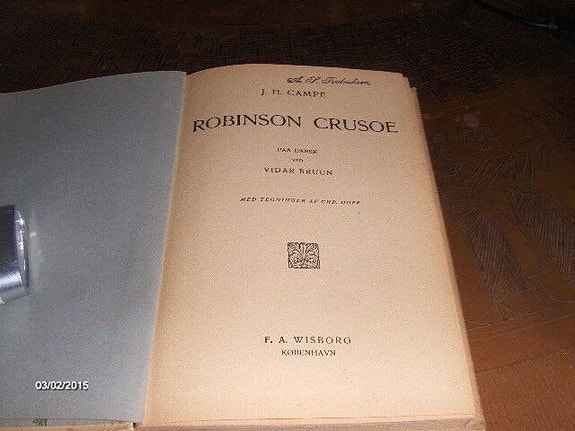 J. H. CAMPE
ROBINSON CRUSOE
PAA DANSK
VED
VIDAR BRUUN
MED TEGNINGER AF CHR. HOFF
F. A. WISBORG
KØBENHAVN
03/02/2015